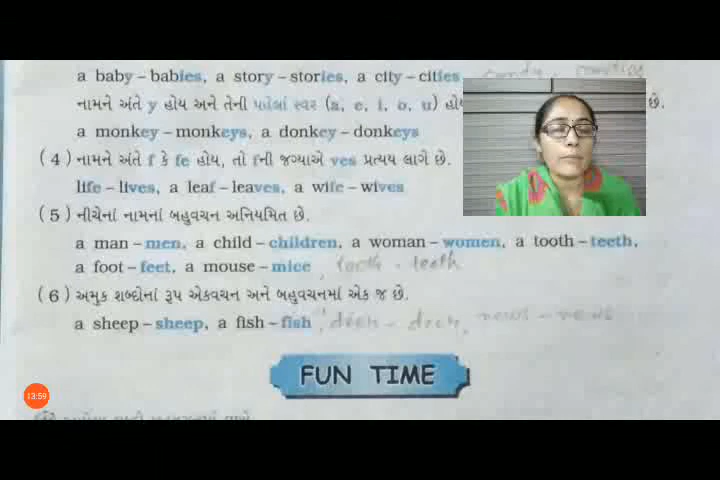 a baby – babies, a story – stories, a city – cities
નામને અંતે y હોય અને તેની પહેલાં સ્વર (a, e, i, o, u) હોય છે.
a monkey – monkeys, a donkey – donkeys
(4) નામને અંતે f કે fe હોય, તો fની જગ્યાએ ves પ્રત્યય લાગે છે.
life – lives, a leaf – leaves, a wife – wives
(5) નીચેનાં નામનાં બહુવચન અનિયમિત છે.
a man – men, a child – children, a woman – women, a tooth – teeth,
a foot – feet, a mouse – mice, tooth - teeth
(6) અમુક શબ્દોનાં રૂપ એકવચન અને બહુવચનમાં એક જ છે.
a sheep – sheep, a fish – fish, news - news
FUN TIME
13:59